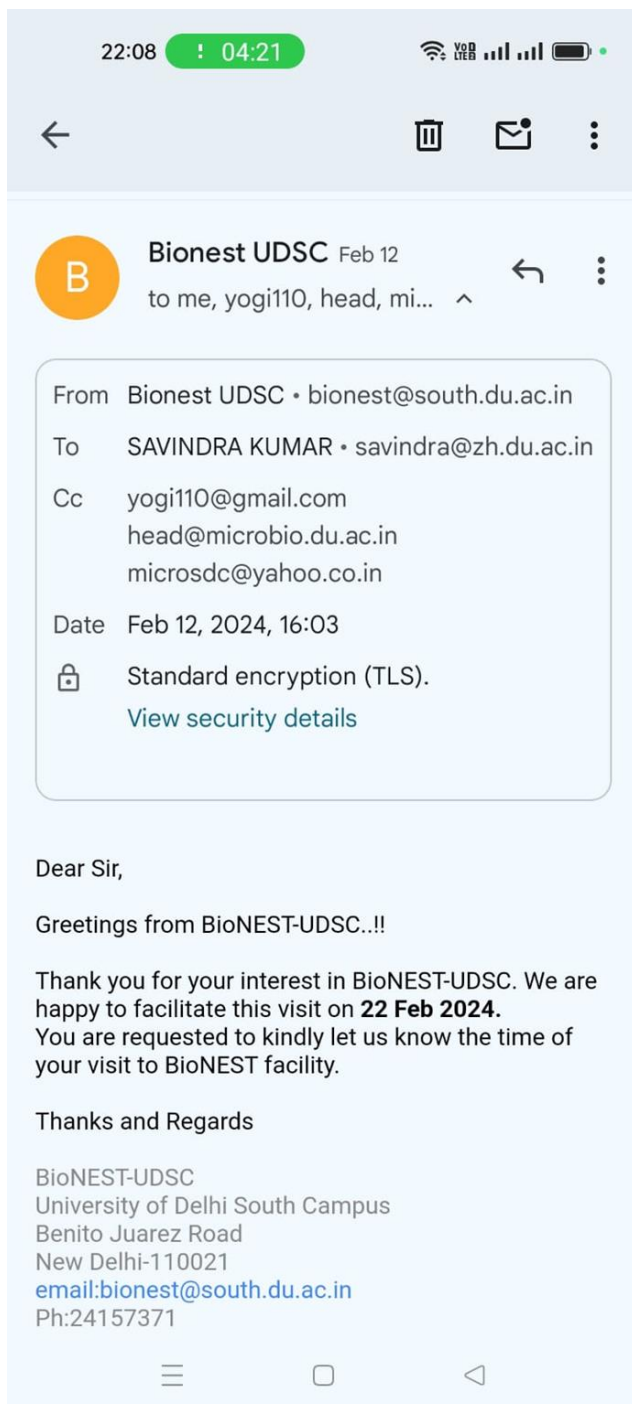 22:08 04:21 Vo LTE
B
Bionest UDSC Feb 12
to me, yogi110, head, mi...
From Bionest UDSC • bionest@south.du.ac.in
To SAVINDRA KUMAR • savindra@zh.du.ac.in
Cc yogi110@gmail.com
head@microbio.du.ac.in
microsdc@yahoo.co.in
Date Feb 12, 2024, 16:03
Standard encryption (TLS).
View security details
Dear Sir,
Greetings from BioNEST-UDSC..!!
Thank you for your interest in BioNEST-UDSC. We are
happy to facilitate this visit on 22 Feb 2024.
You are requested to kindly let us know the time of
your visit to BioNEST facility.
Thanks and Regards
BioNEST-UDSC
University of Delhi South Campus
Benito Juarez Road
New Delhi-110021
email:bionest@south.du.ac.in
Ph:24157371